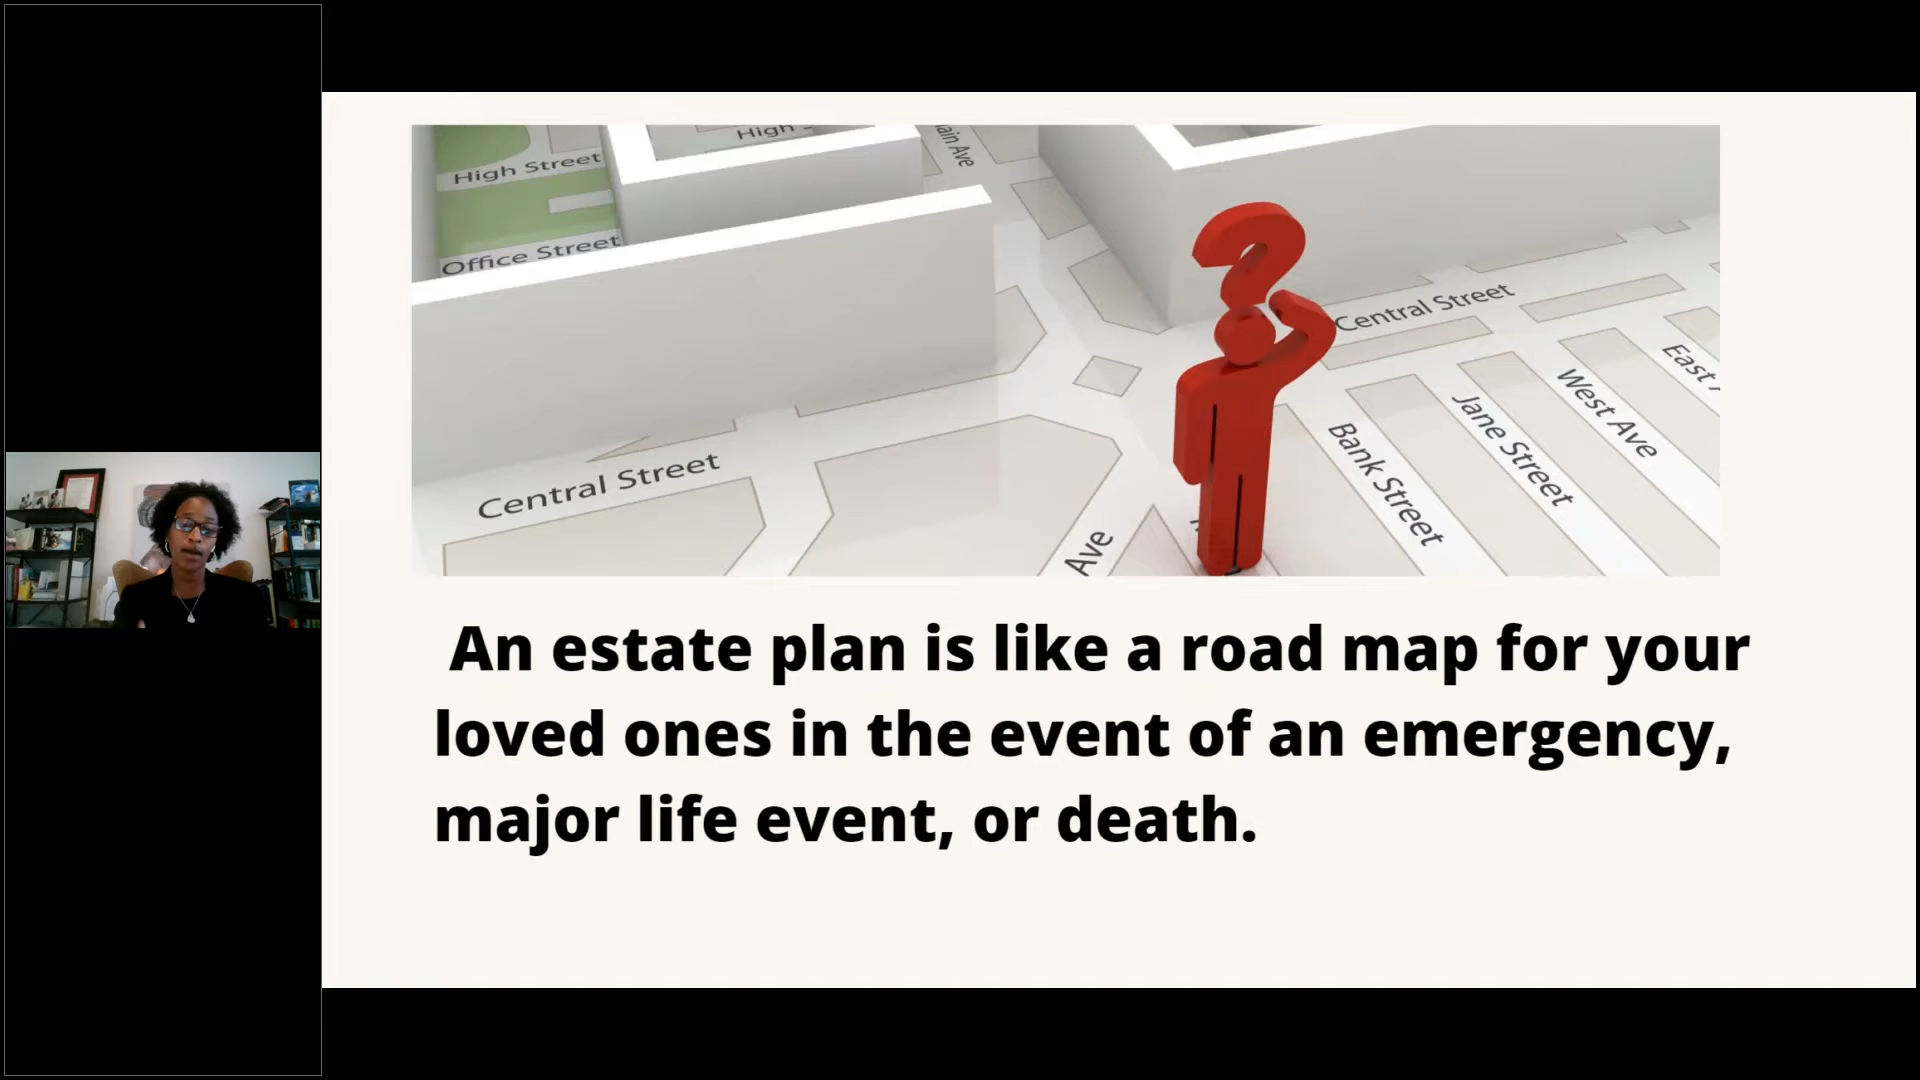 High Street
High
ain Ave
Office Street
Central Street
Central Street
East
West Ave
Jane Street
Bank Street
Ave
An estate plan is like a road map for your
loved ones in the event of an emergency,
major life event, or death.